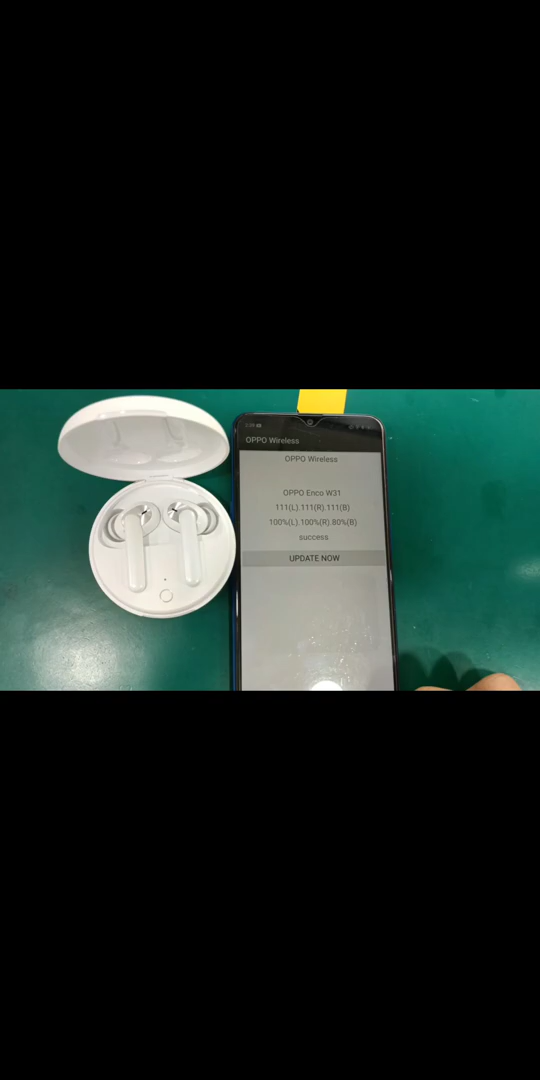 OPPO Wireless
OPPO Wireless
OPPO Enco W31
111(L).111(R).111(B)
100%(L).100%(R).80%(B)
success
UPDATE NOW